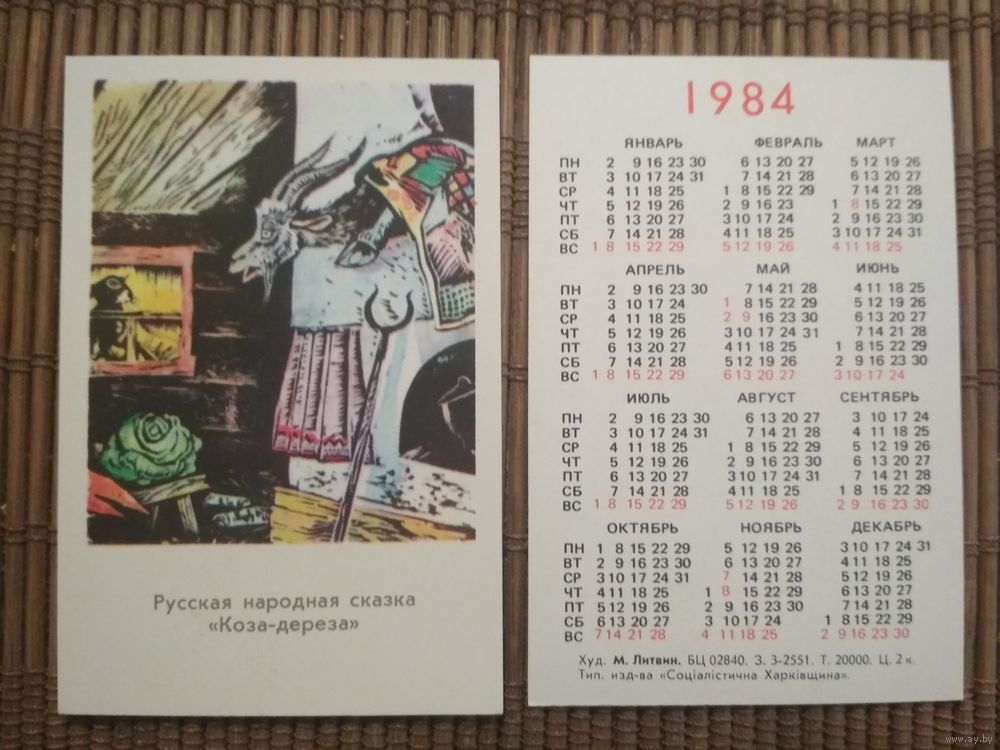 Русская народная сказка
«Коза-дереза»
1984
ЯНВАРЬ ФЕВРАЛЬ МАРТ
ПН 2 9 16 23 30 6 13 20 27 5 12 19 26
ВТ 3 10 17 24 31 7 14 21 28 6 13 20 27
СР 4 11 18 25 1 8 15 22 29 7 14 21 28
ЧТ 5 12 19 26 2 9 16 23 1 8 15 22 29
ПТ 6 13 20 27 3 10 17 24 2 9 16 23 30
СБ 7 14 21 28 4 11 18 25 3 10 17 24 31
ВС 1 8 15 22 29 5 12 19 26 4 11 18 25
АПРЕЛЬ МАЙ ИЮНЬ
ПН 2 9 16 23 30 7 14 21 28 4 11 18 25
ВТ 3 10 17 24 1 8 15 22 29 5 12 19 26
СР 4 11 18 25 2 9 16 23 30 6 13 20 27
ЧТ 5 12 19 26 3 10 17 24 31 7 14 21 28
ПТ 6 13 20 27 4 11 18 25 1 8 15 22 29
СБ 7 14 21 28 5 12 19 26 2 9 16 23 30
ВС 1 8 15 22 29 6 13 20 27 3 10 17 24
ИЮЛЬ АВГУСТ СЕНТЯБРЬ
ПН 2 9 16 23 30 6 13 20 27 3 10 17 24
ВТ 3 10 17 24 31 7 14 21 28 4 11 18 25
СР 4 11 18 25 1 8 15 22 29 5 12 19 26
ЧТ 5 12 19 26 2 9 16 23 30 6 13 20 27
ПТ 6 13 20 27 3 10 17 24 31 7 14 21 28
СБ 7 14 21 28 4 11 18 25 1 8 15 22 29
ВС 1 8 15 22 29 5 12 19 26 2 9 16 23 30
ОКТЯБРЬ НОЯБРЬ ДЕКАБРЬ
ПН 1 8 15 22 29 5 12 19 26 3 10 17 24 31
ВТ 2 9 16 23 30 6 13 20 27 4 11 18 25
СР 3 10 17 24 31 7 14 21 28 5 12 19 26
ЧТ 4 11 18 25 1 8 15 22 29 6 13 20 27
ПТ 5 12 19 26 2 9 16 23 30 7 14 21 28
СБ 6 13 20 27 3 10 17 24 1 8 15 22 29
ВС 7 14 21 28 4 11 18 25 2 9 16 23 30
Худ. М. Литвин. БЦ 02840. З. 3-2551. Т. 20000. Ц. 2 к.
Тип. изд-ва «Соціалістична Харківщина».
www.ay.by